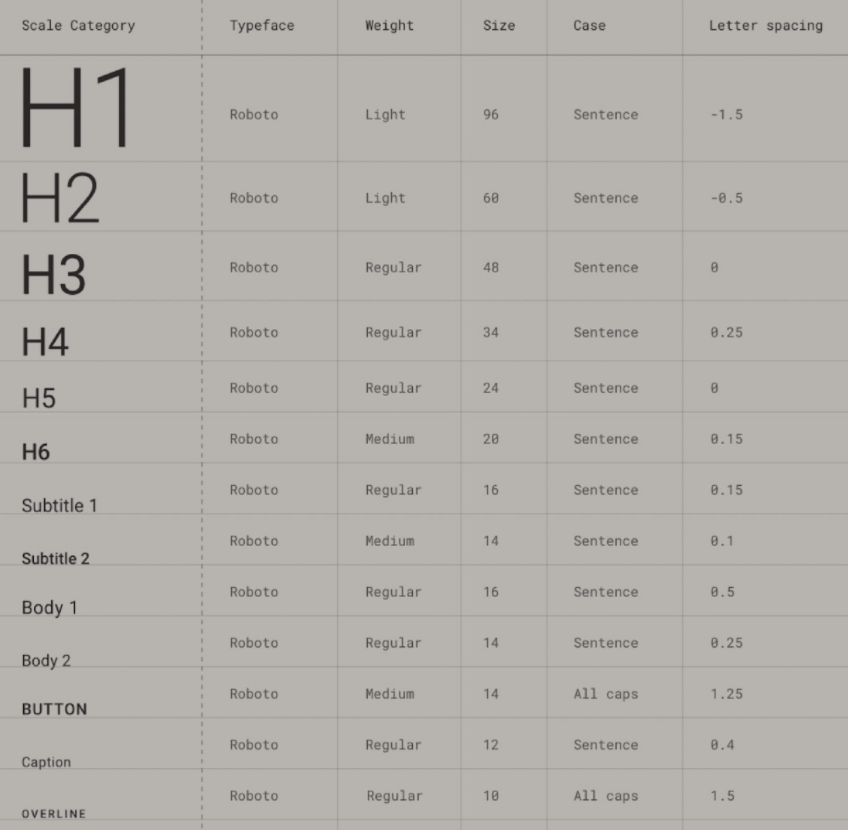 Scale Category Typeface Weight Size Case Letter spacing
H1 Roboto Light 96 Sentence -1.5
H2 Roboto Light 60 Sentence -0.5
H3 Roboto Regular 48 Sentence 0
H4 Roboto Regular 34 Sentence 0.25
H5 Roboto Regular 24 Sentence 0
H6 Roboto Medium 20 Sentence 0.15
Subtitle 1 Roboto Regular 16 Sentence 0.15
Subtitle 2 Roboto Medium 14 Sentence 0.1
Body 1 Roboto Regular 16 Sentence 0.5
Body 2 Roboto Regular 14 Sentence 0.25
BUTTON Roboto Medium 14 All caps 1.25
Caption Roboto Regular 12 Sentence 0.4
OVERLINE Roboto Regular 10 All caps 1.5